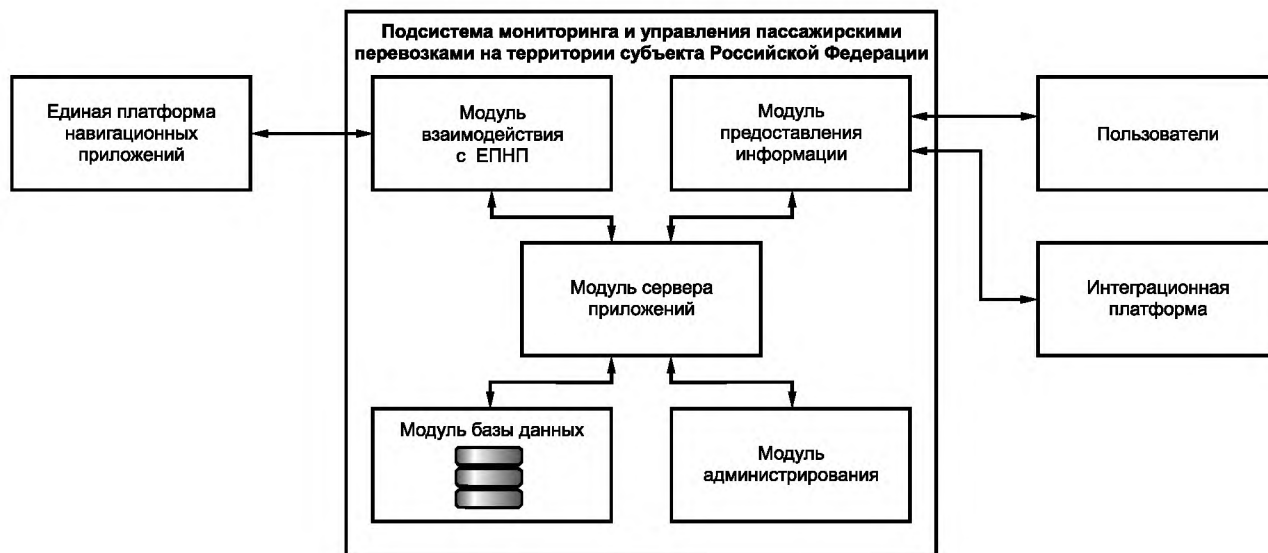 Подсистема мониторинга и управления пассажирскими
перевозками на территории субъекта Российской Федерации
Единая платформа
навигационных
приложений
Модуль
взаимодействия
с ЕПНП
Модуль
предоставления
информации
Пользователи
Модуль сервера
приложений
Интеграционная
платформа
Модуль базы данных
Модуль
администрирования